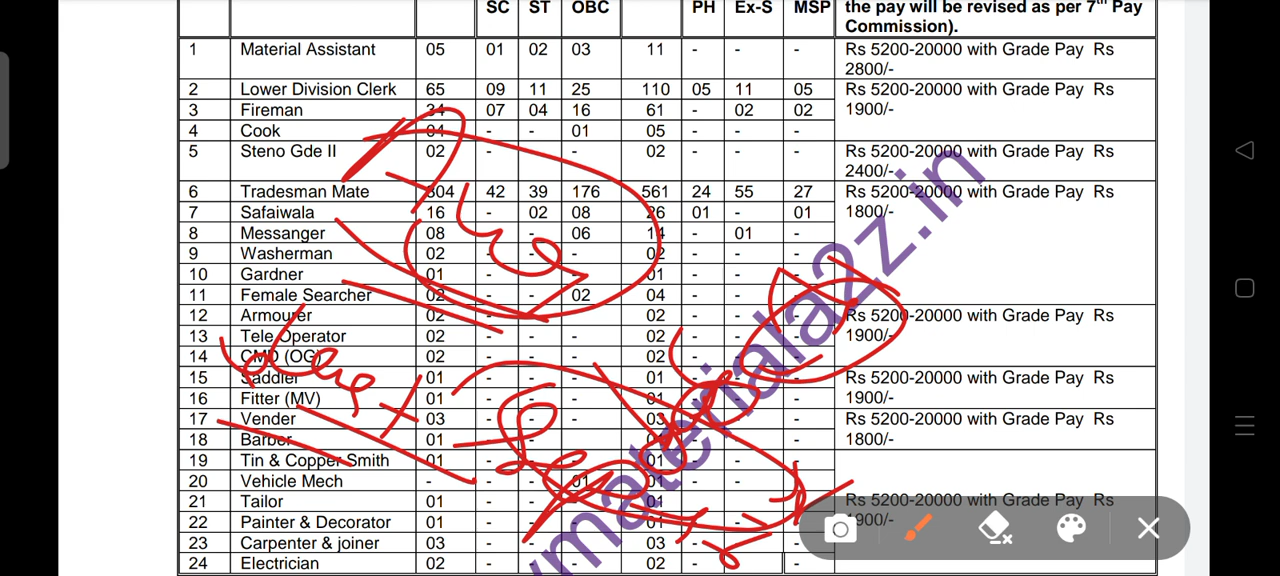 SC ST OBC PH Ex-S MSP the pay will be revised as per 7th Pay
Commission).
1 Material Assistant 05 01 02 03 11 - - - Rs 5200-20000 with Grade Pay Rs
2800/-
2 Lower Division Clerk 65 09 11 25 110 05 11 05 Rs 5200-20000 with Grade Pay Rs
3 Fireman 34 07 04 16 61 - 02 02 1900/-
4 Cook 04 - - 01 05 - - -
5 Steno Gde II 02 - - - 02 - - - Rs 5200-20000 with Grade Pay Rs
2400/-
6 Tradesman Mate 304 42 39 176 561 24 55 27 Rs 5200-20000 with Grade Pay Rs
7 Safaiwala 16 - 02 08 26 01 - 01 1800/-
8 Messanger 08 - - 06 14 - 01 -
9 Washerman 02 - - - 02 - - -
10 Gardner 01 - - - 01 - - -
11 Female Searcher 02 - - 02 04 - - -
12 Armourer 02 - - - 02 - - - Rs 5200-20000 with Grade Pay Rs
13 Tele Operator 02 - - - 02 - - - 1900/-
14 CMD (OG) 02 - - - 02 - - -
15 Saddler 01 - - - 01 - - - Rs 5200-20000 with Grade Pay Rs
16 Fitter (MV) 01 - - - 01 - - - 1900/-
17 Vender 03 - - - 03 - - - Rs 5200-20000 with Grade Pay Rs
18 Barber 01 - - - - - - 1800/-
19 Tin & Copper Smith 01 - - - 01 - - -
20 Vehicle Mech - - - 01 01 - - -
21 Tailor 01 - - - 01 - - - Rs 5200-20000 with Grade Pay Rs
22 Painter & Decorator 01 - - - 01 - - - 1900/-
23 Carpenter & joiner 03 - - - 03 - - -
24 Electrician 02 - - - 02 - - -
ymateriala2z.in